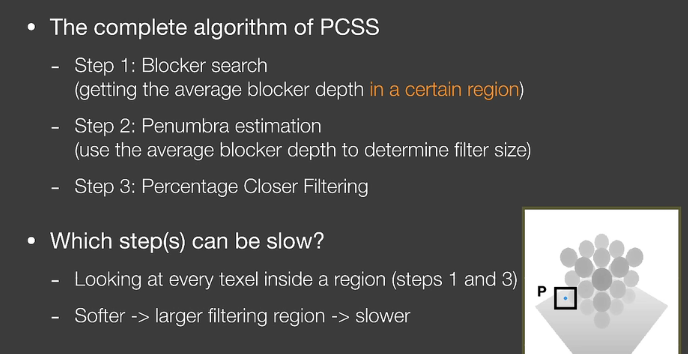 • The complete algorithm of PCSS
- Step 1: Blocker search
(getting the average blocker depth in a certain region)
- Step 2: Penumbra estimation
(use the average blocker depth to determine filter size)
- Step 3: Percentage Closer Filtering
• Which step(s) can be slow?
- Looking at every texel inside a region (steps 1 and 3)
- Softer -> larger filtering region -> slower
P